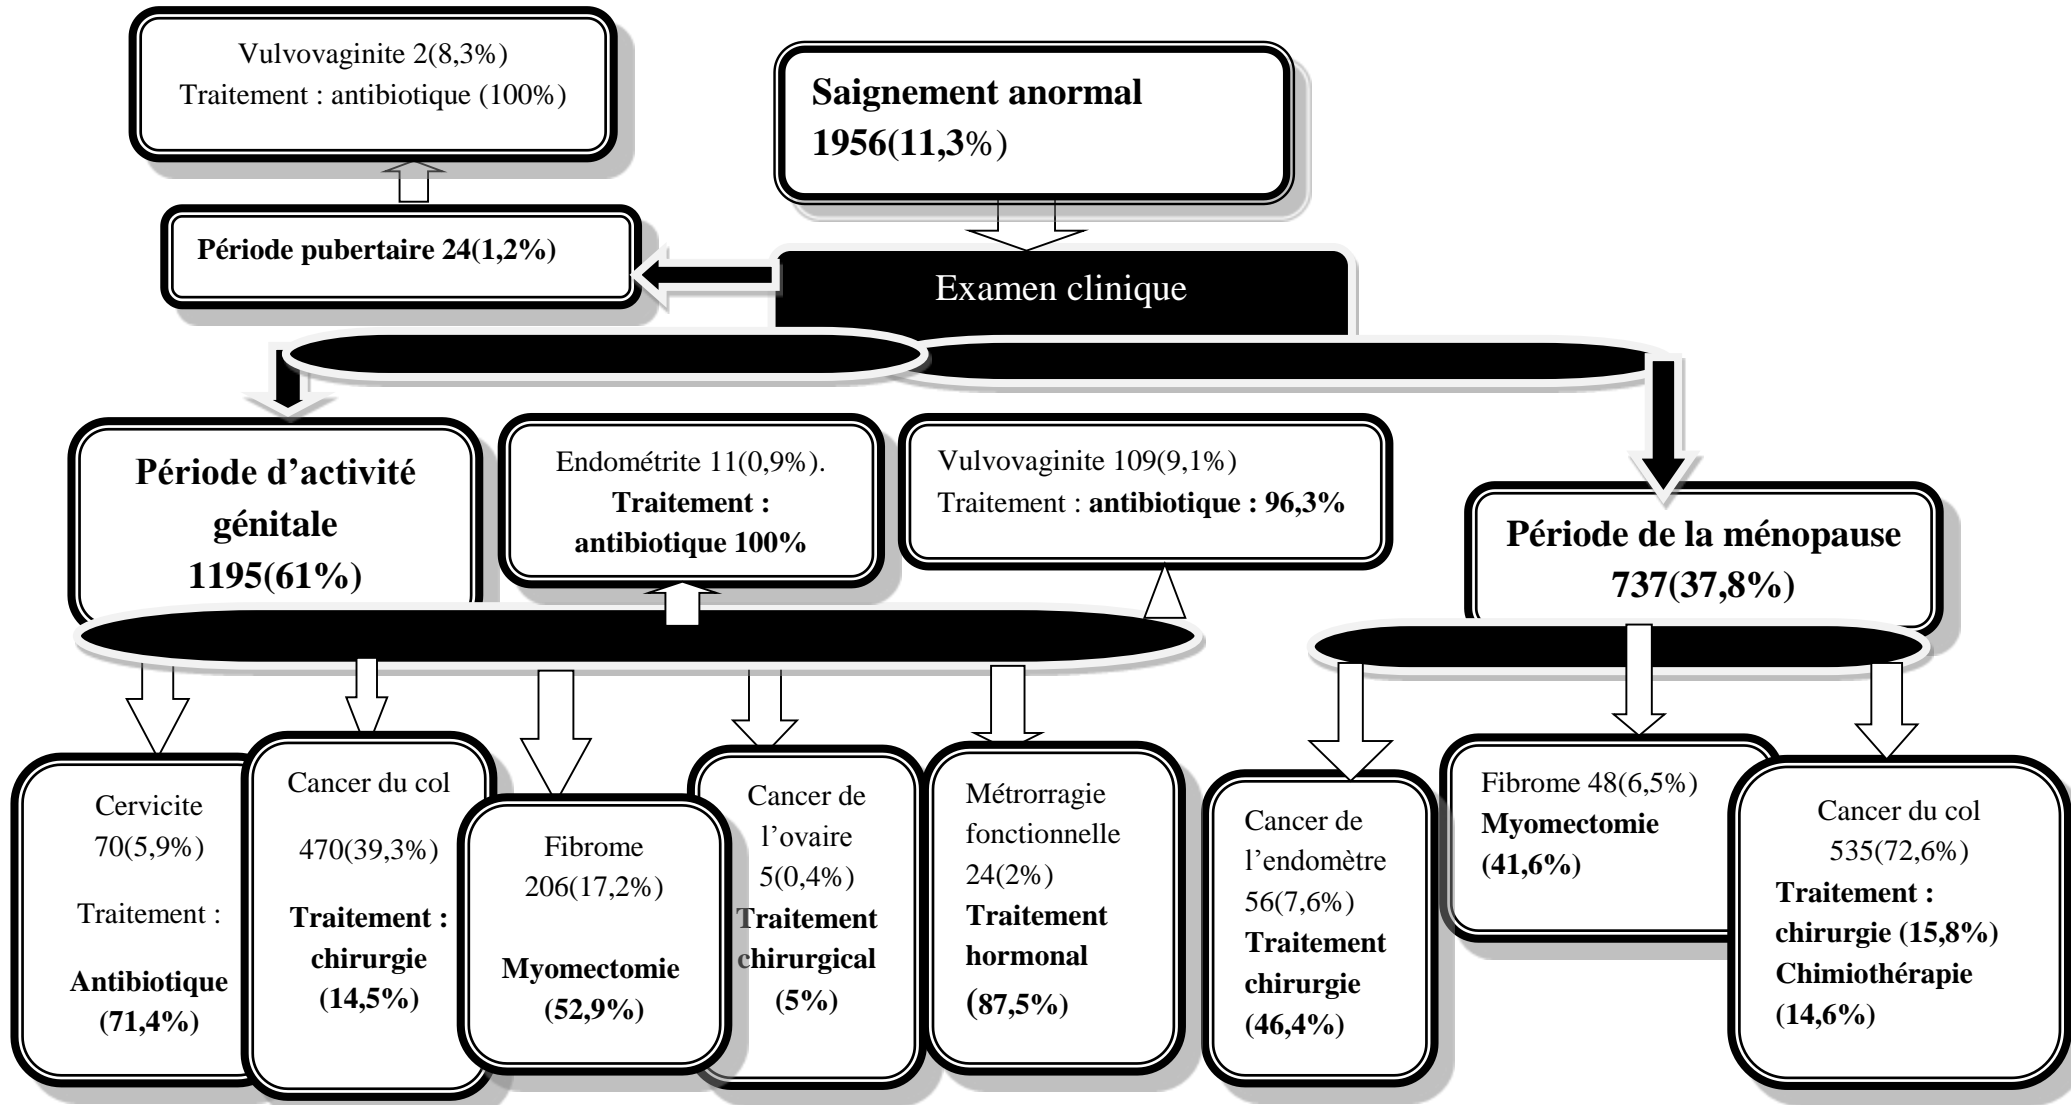 Vulvovaginite 2(8,3%)
Traitement : antibiotique (100%)
Saignement anormal
1956(11,3%)
Période pubertaire 24(1,2%)
Examen clinique
Période d’activité
génitale
1195(61%)
Endométrite 11(0,9%).
Traitement :
antibiotique 100%
Vulvovaginite 109(9,1%)
Traitement : antibiotique : 96,3%
Période de la ménopause
737(37,8%)
Cervicite
70(5,9%)
Traitement :
Antibiotique
(71,4%)
Cancer du col
470(39,3%)
Traitement :
chirurgie
(14,5%)
Fibrome
206(17,2%)
Myomectomie
(52,9%)
Cancer de
l’ovaire
5(0,4%)
Traitement
chirurgical
(5%)
Métrorragie
fonctionnelle
24(2%)
Traitement
hormonal
(87,5%)
Cancer de
l’endomètre
56(7,6%)
Traitement
chirurgie
(46,4%)
Fibrome 48(6,5%)
Myomectomie
(41,6%)
Cancer du col
535(72,6%)
Traitement :
chirurgie (15,8%)
Chimiothérapie
(14,6%)